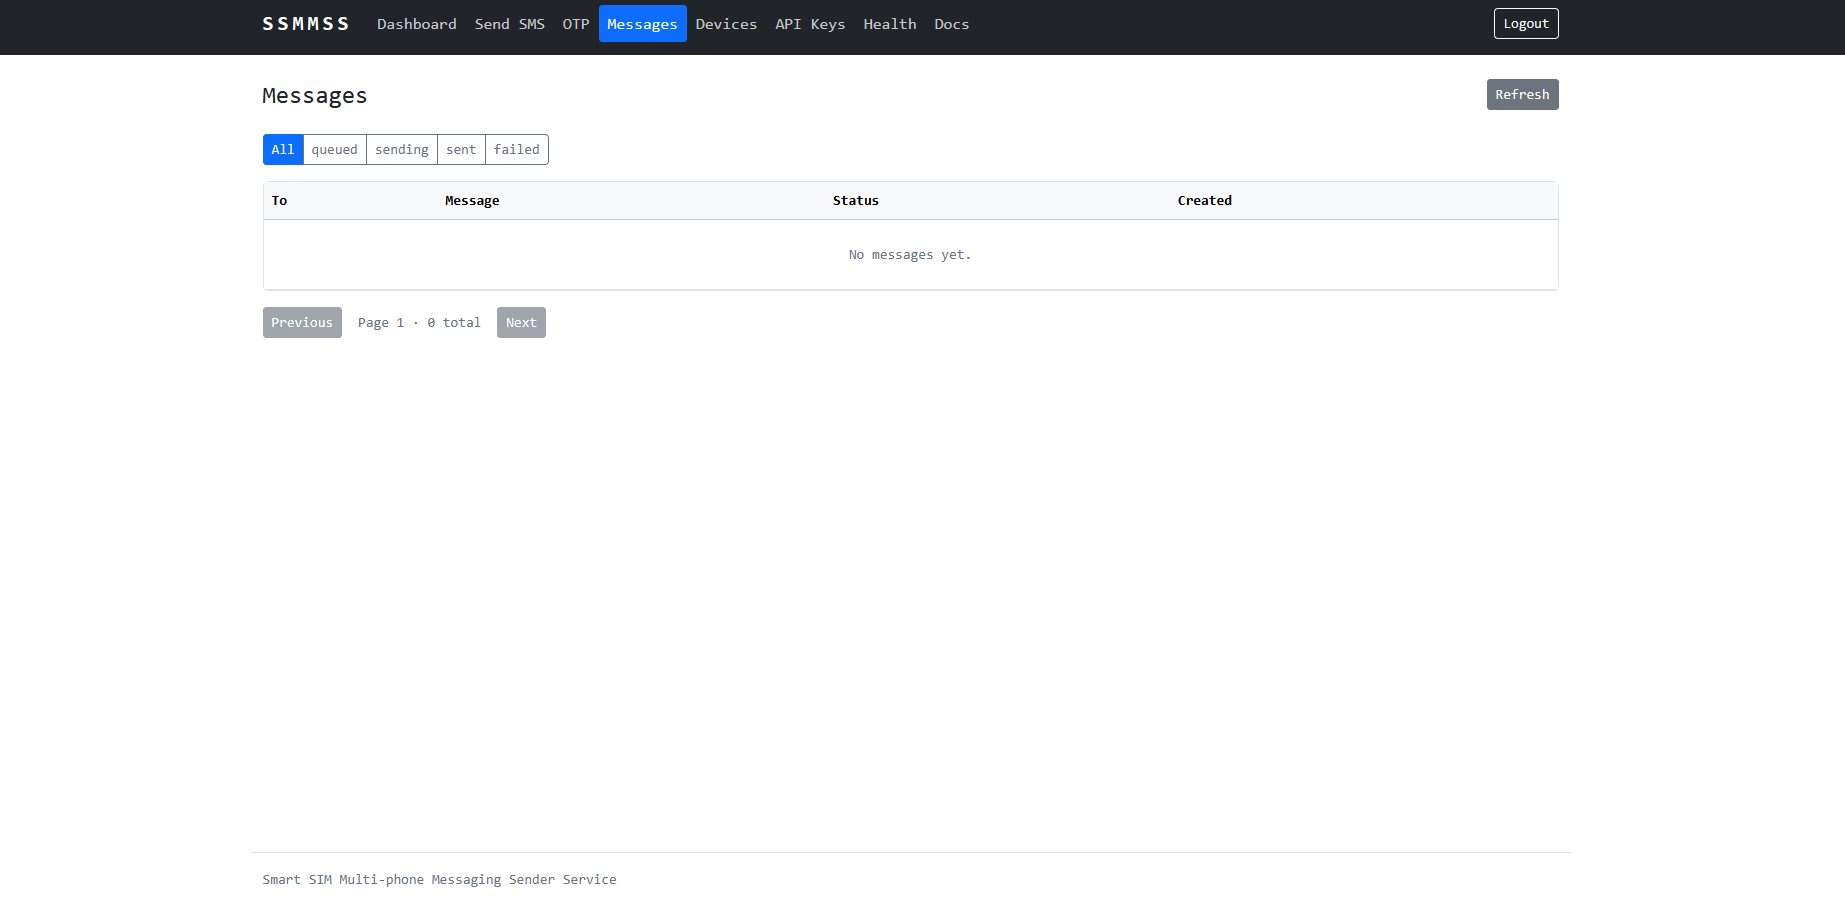 SSMMSS Dashboard Send SMS OTP Messages Devices API Keys Health Docs Logout
Messages Refresh
All queued sending sent failed
To Message Status Created
No messages yet.
Previous Page 1 · 0 total Next
Smart SIM Multi-phone Messaging Sender Service